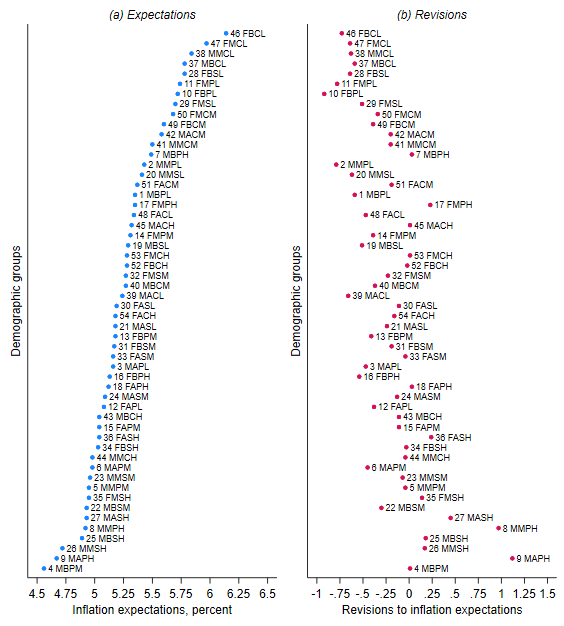 (a) Expectations
46 FBCL
47 FMCL
38 MMCL
37 MBCL
28 FBSL
11 FMPL
10 FBPL
29 FMSL
50 FMCM
49 FBCM
42 MACM
41 MMCM
7 MBPH
2 MMPL
20 MMSL
51 FACM
1 MBPL
17 FMPH
48 FACL
45 MACH
14 FMPM
19 MBSL
53 FMCH
52 FBCH
32 FMSM
40 MBCM
39 MACL
30 FASL
54 FACH
21 MASL
13 FBPM
31 FBSM
33 FASM
3 MAPL
16 FBPH
18 FAPH
24 MASM
12 FAPL
43 MBCH
15 FAPM
36 FASH
34 FBSH
44 MMCH
6 MAPM
23 MMSM
5 MMPM
35 FMSH
22 MBSM
27 MASH
8 MMPH
25 MBSH
26 MMSH
9 MAPH
4 MBPM
Demographic groups
4.5 4.75 5 5.25 5.5 5.75 6 6.25 6.5
Inflation expectations, percent
(b) Revisions
46 FBCL
47 FMCL
38 MMCL
37 MBCL
28 FBSL
11 FMPL
10 FBPL
29 FMSL
50 FMCM
49 FBCM
42 MACM
41 MMCM
7 MBPH
2 MMPL
20 MMSL
51 FACM
1 MBPL
17 FMPH
48 FACL
45 MACH
14 FMPM
19 MBSL
53 FMCH
52 FBCH
32 FMSM
40 MBCM
39 MACL
30 FASL
54 FACH
21 MASL
13 FBPM
31 FBSM
33 FASM
3 MAPL
16 FBPH
18 FAPH
24 MASM
12 FAPL
43 MBCH
15 FAPM
36 FASH
34 FBSH
44 MMCH
6 MAPM
23 MMSM
5 MMPM
35 FMSH
22 MBSM
27 MASH
8 MMPH
25 MBSH
26 MMSH
9 MAPH
4 MBPM
Demographic groups
-1 -.75 -.5 -.25 0 .25 .5 .75 1 1.25 1.5
Revisions to inflation expectations